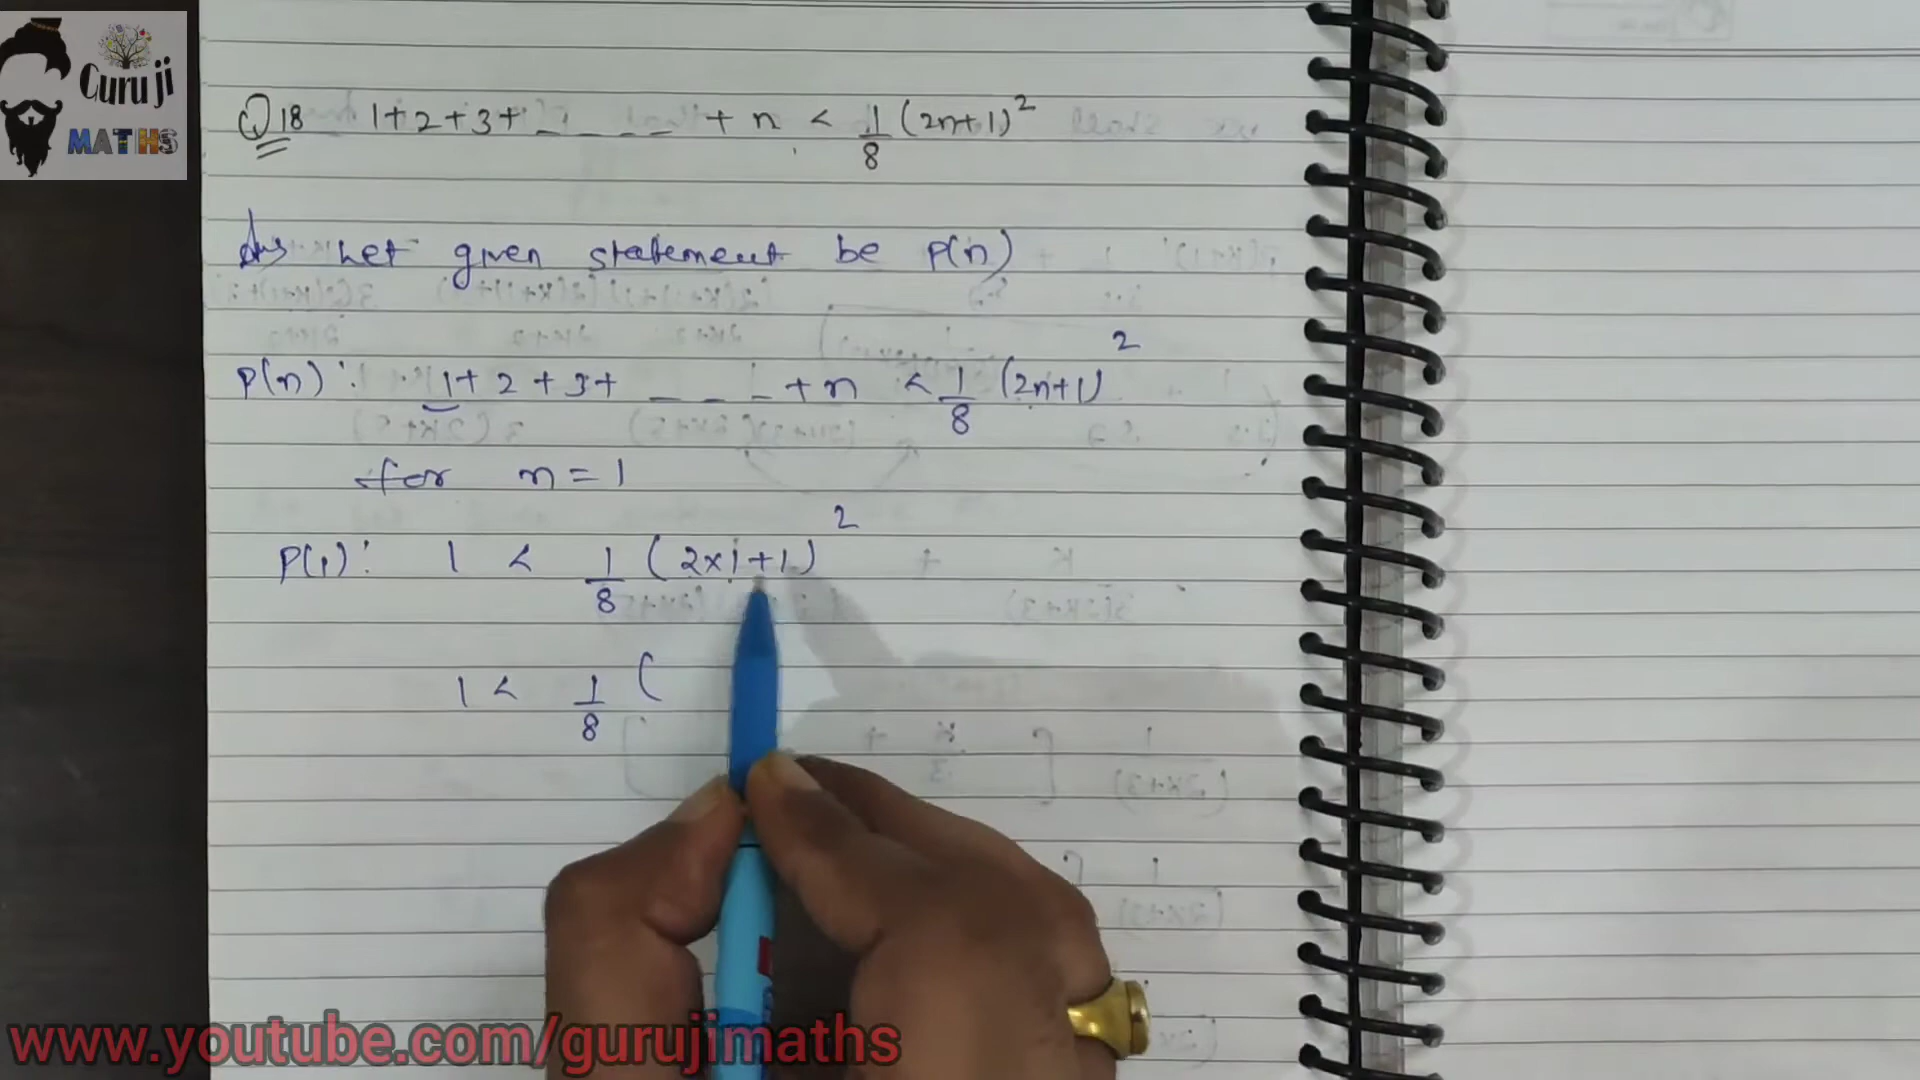 Guruji
MATHS
Q18 1+2+3+ _ _ _ _ + n < 1/8 (2n+1)²
Ans Let given statement be P(n)
P(n): 1+2+3+ _ _ _ +n < 1/8 (2n+1)²
for n=1
P(1): 1 < 1/8 (2×1+1)²
1 < 1/8 (
www.youtube.com/gurujimaths